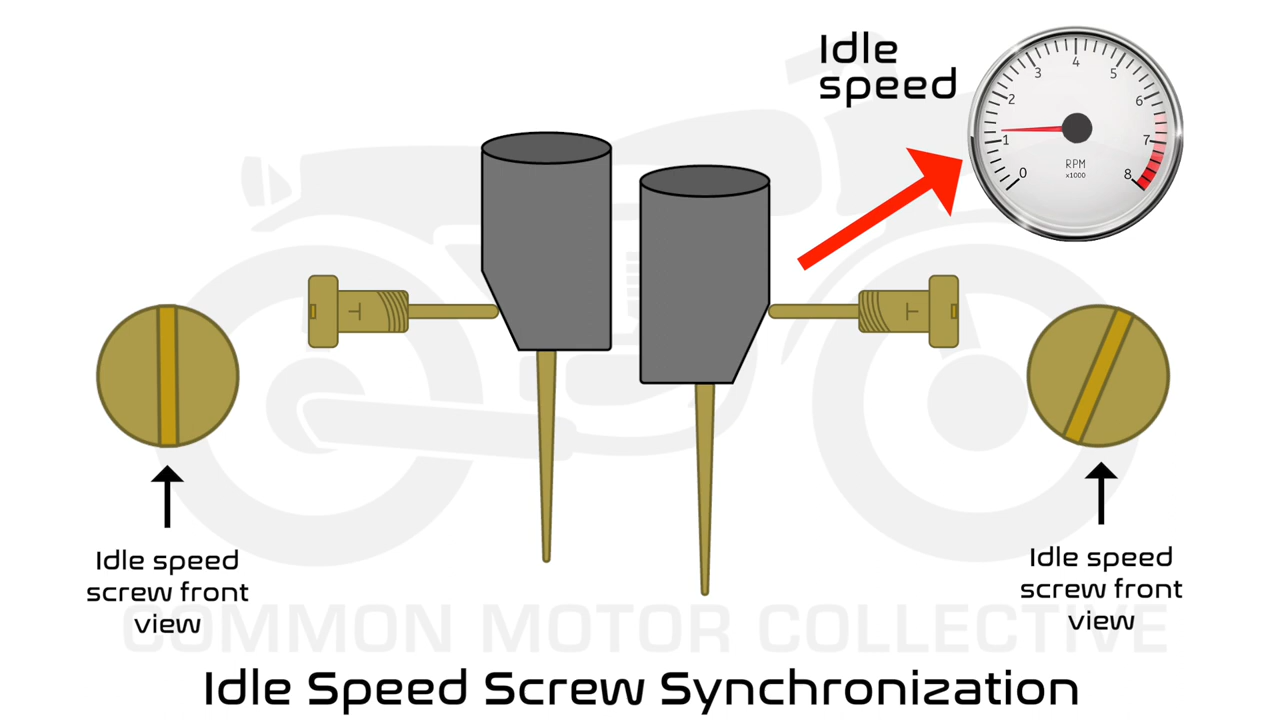 Idle
speed
0
1
2
3
4
5
6
7
8
RPM
x1000
Idle speed
screw front
view
Idle speed
screw front
view
COMMON MOTOR COLLECTIVE
Idle Speed Screw Synchronization